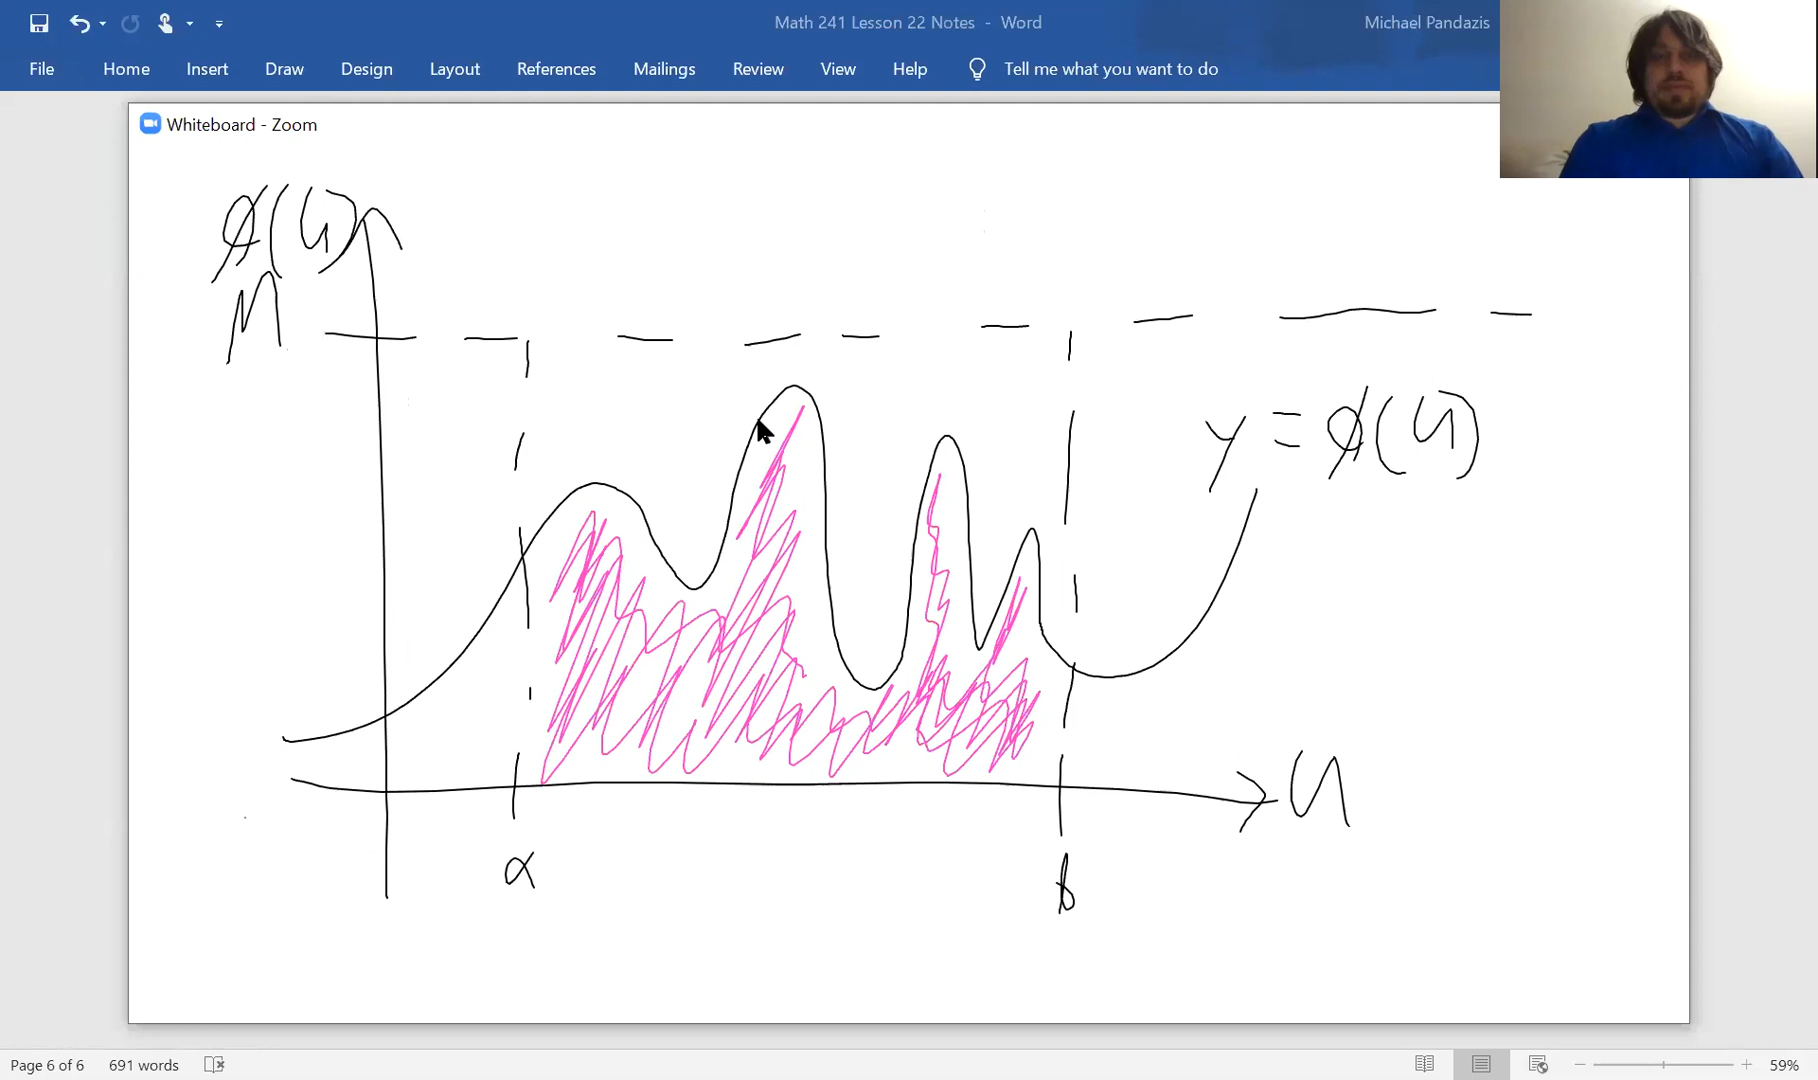 Math 241 Lesson 22 Notes - Word
Michael Pandazis
File Home Insert Draw Design Layout References Mailings Review View Help Tell me what you want to do
Whiteboard - Zoom
φ(u)
M
y = φ(u)
u
a
b
Page 6 of 6 691 words
59%